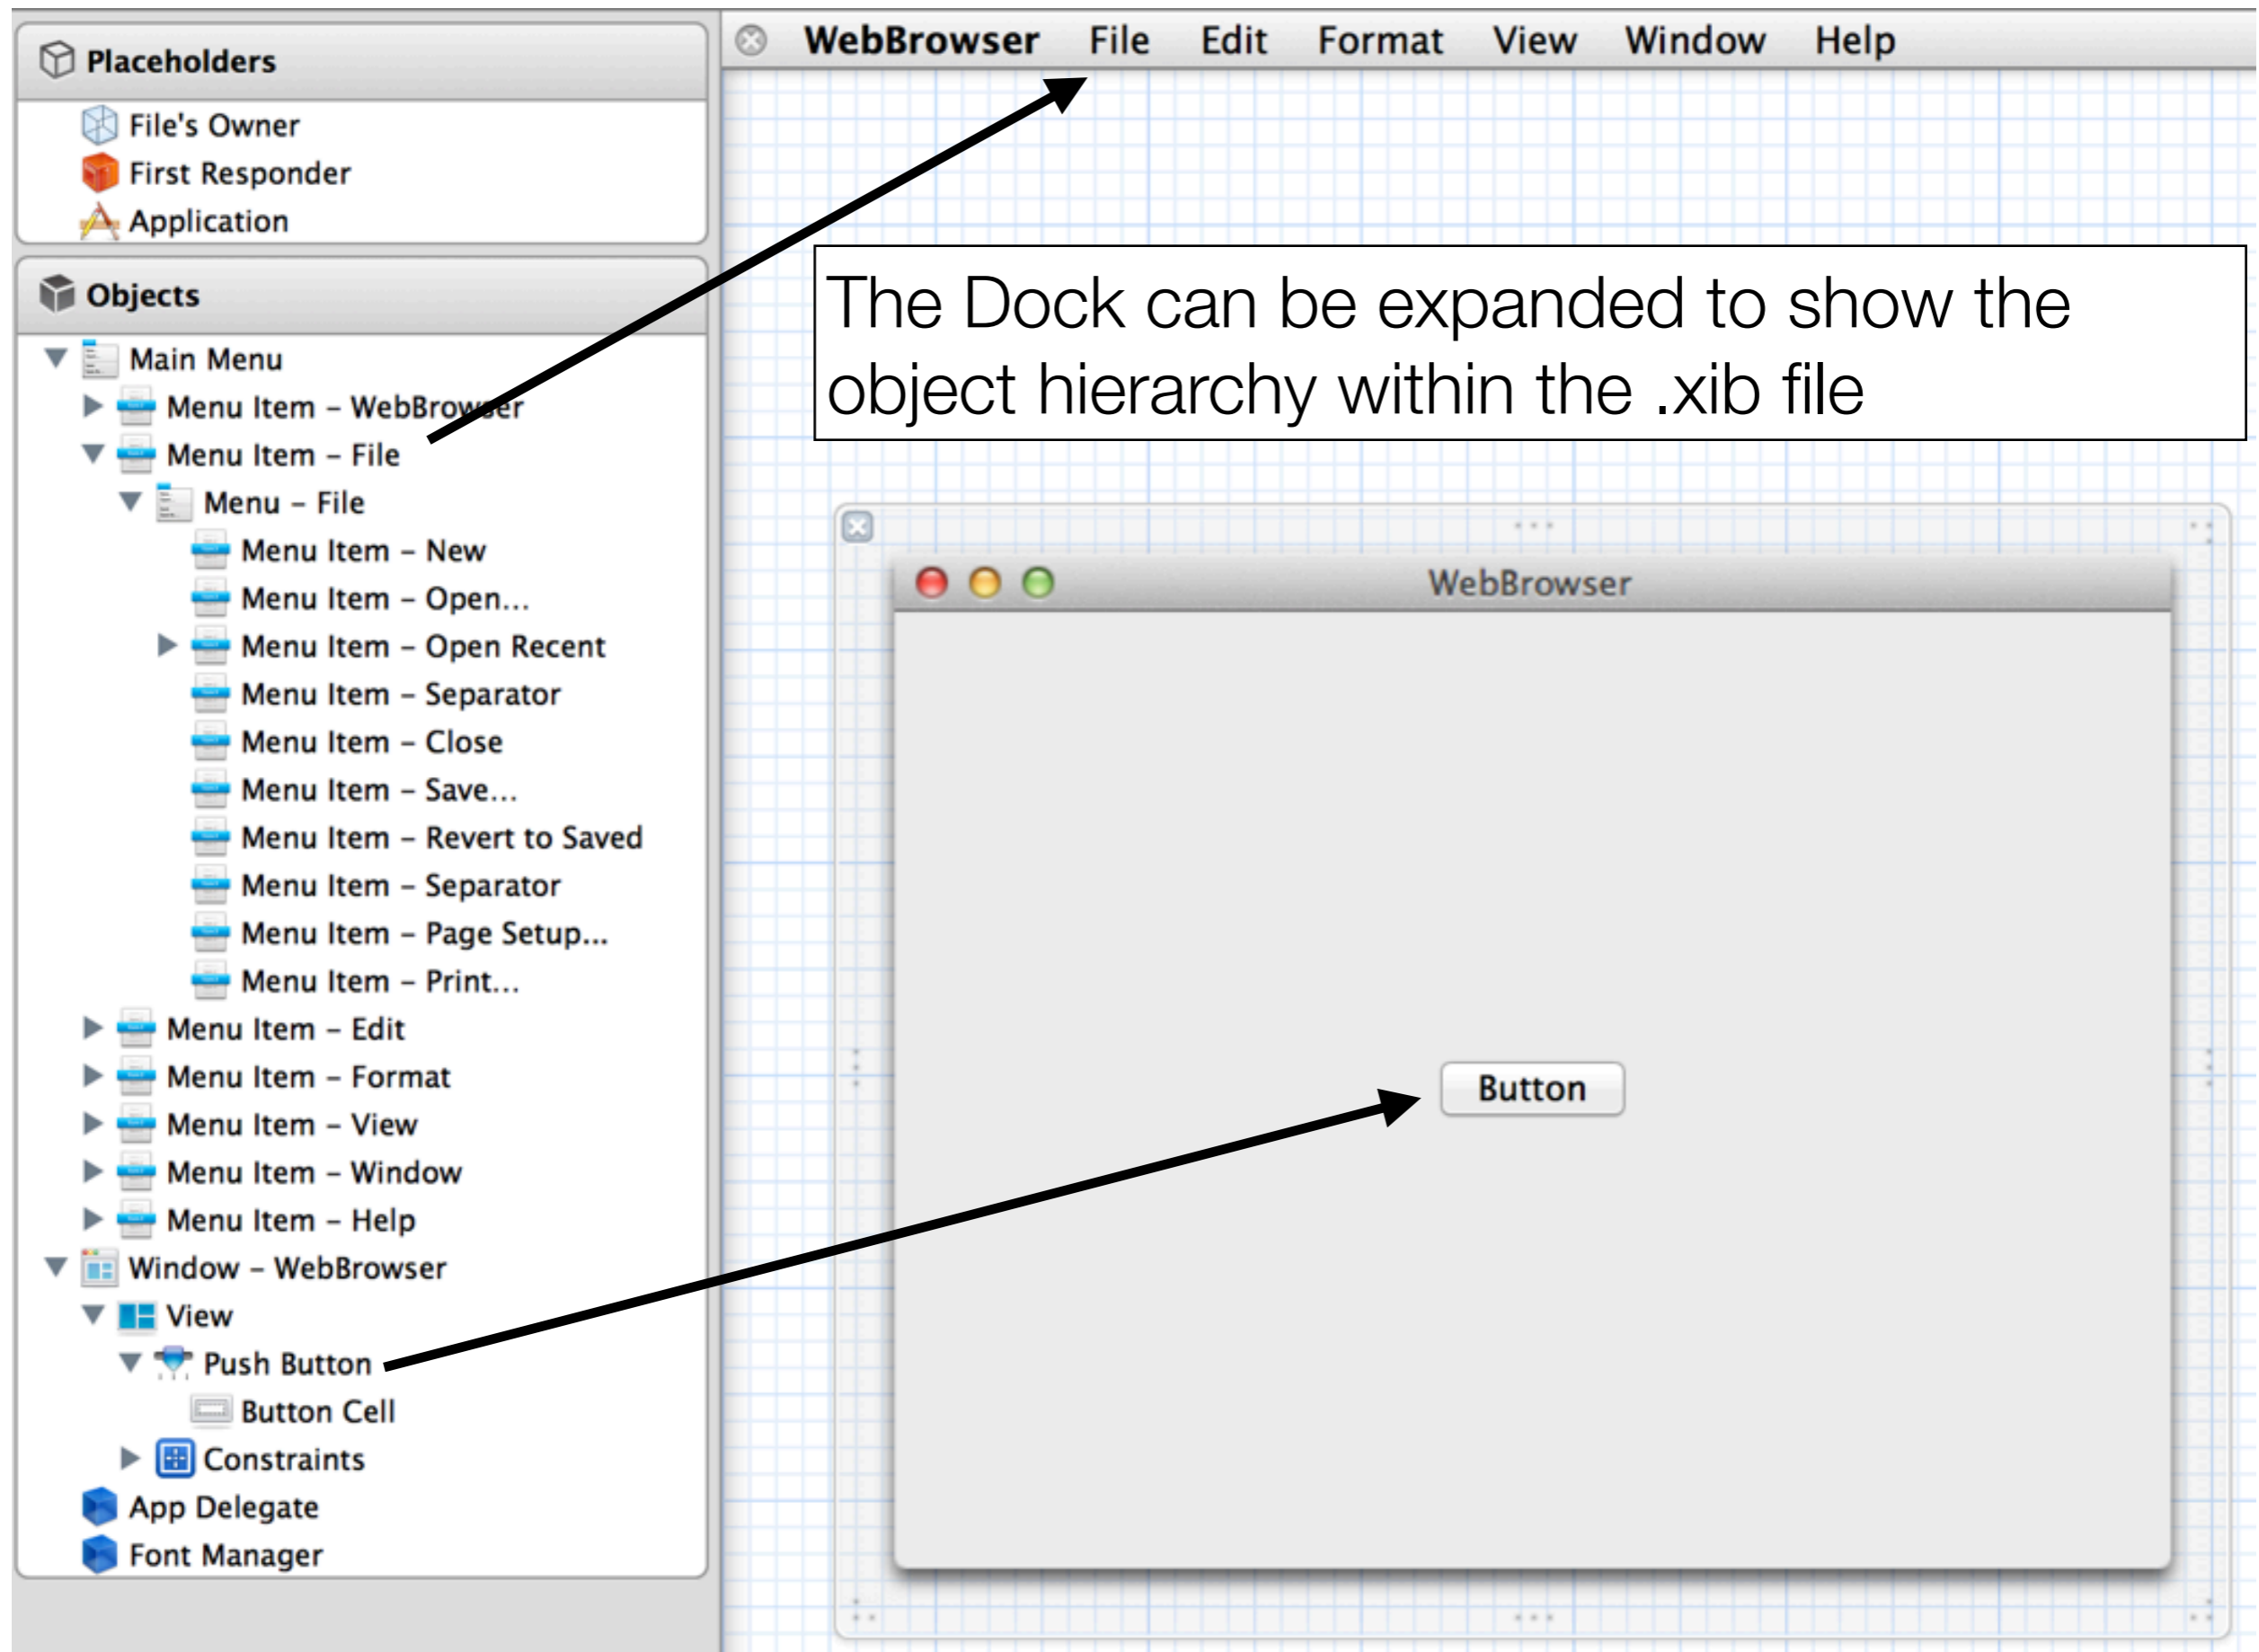 Placeholders
File's Owner
First Responder
Application
Objects
Main Menu
Menu Item – WebBrowser
Menu Item – File
Menu – File
Menu Item – New
Menu Item – Open...
Menu Item – Open Recent
Menu Item – Separator
Menu Item – Close
Menu Item – Save...
Menu Item – Revert to Saved
Menu Item – Separator
Menu Item – Page Setup...
Menu Item – Print...
Menu Item – Edit
Menu Item – Format
Menu Item – View
Menu Item – Window
Menu Item – Help
Window – WebBrowser
View
Push Button
Button Cell
Constraints
App Delegate
Font Manager
WebBrowser File Edit Format View Window Help
The Dock can be expanded to show the
object hierarchy within the .xib file
WebBrowser
Button